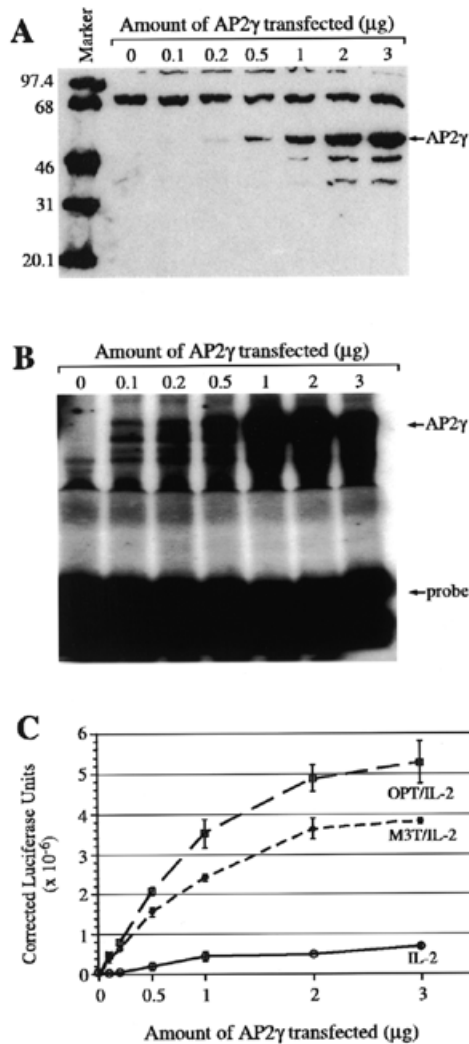 A
Marker
Amount of AP2γ transfected (μg)
0 0.1 0.2 0.5 1 2 3
97.4
68
46
31
20.1
←AP2γ
B
Amount of AP2γ transfected (μg)
0 0.1 0.2 0.5 1 2 3
←AP2γ
←probe
C
Corrected Luciferase Units
(x 10⁻⁶)
6
5
4
3
2
1
0
OPT/IL-2
M3T/IL-2
IL-2
0 0.5 1 2 3
Amount of AP2γ transfected (μg)